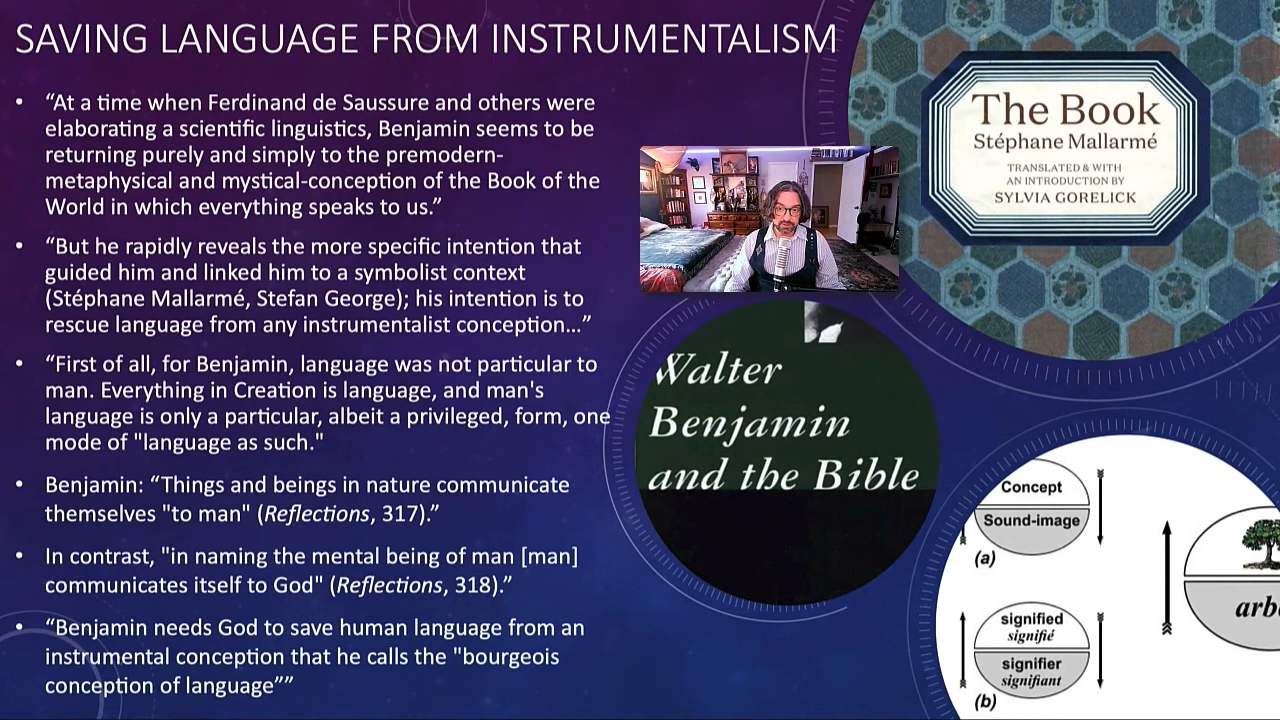 SAVING LANGUAGE FROM INSTRUMENTALISM
• “At a time when Ferdinand de Saussure and others were
elaborating a scientific linguistics, Benjamin seems to be
returning purely and simply to the premodern-
metaphysical and mystical-conception of the Book of the
World in which everything speaks to us.”
• “But he rapidly reveals the more specific intention that
guided him and linked him to a symbolist context
(Stéphane Mallarmé, Stefan George); his intention is to
rescue language from any instrumentalist conception…”
• “First of all, for Benjamin, language was not particular to
man. Everything in Creation is language, and man's
language is only a particular, albeit a privileged, form, one
mode of "language as such."
• Benjamin: “Things and beings in nature communicate
themselves "to man" (Reflections, 317).”
• In contrast, "in naming the mental being of man [man]
communicates itself to God" (Reflections, 318).”
• “Benjamin needs God to save human language from an
instrumental conception that he calls the "bourgeois
conception of language””
The Book
Stéphane Mallarmé
TRANSLATED & WITH
AN INTRODUCTION BY
SYLVIA GORELICK
Walter
Benjamin
and the Bible
Concept
Sound-image
(a)
signified
signifié
signifier
signifiant
(b)
arb